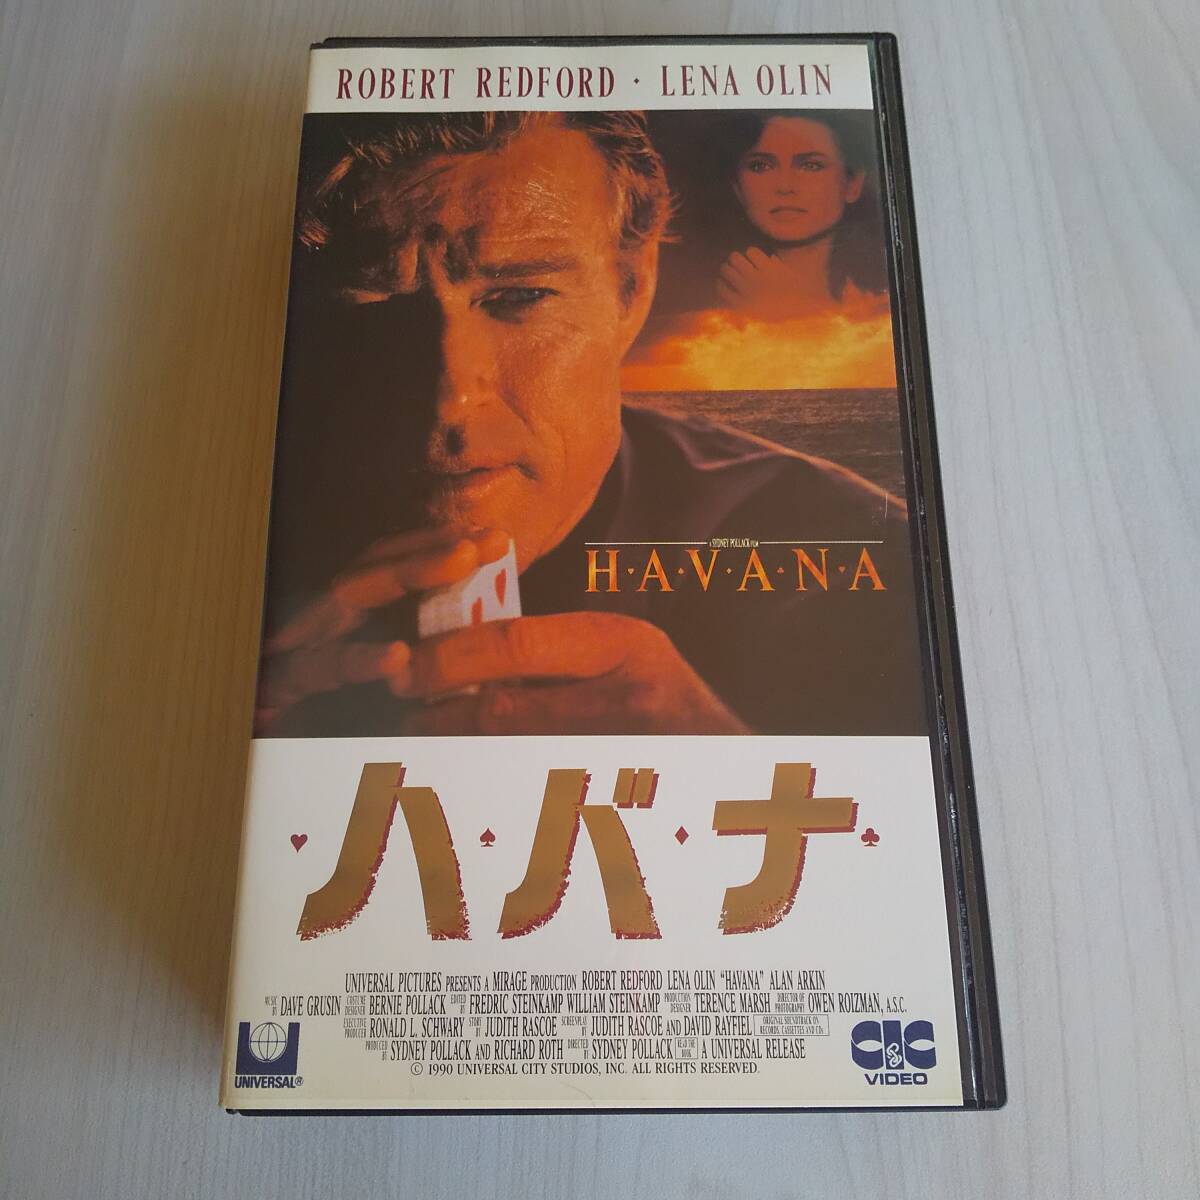 ROBERT REDFORD · LENA OLIN
A SYDNEY POLLACK FILM
H·A·V·A·N·A
ハ・バ・ナ
UNIVERSAL PICTURES PRESENTS A MIRAGE PRODUCTION ROBERT REDFORD LENA OLIN "HAVANA" ALAN ARKIN
MUSIC BY DAVE GRUSIN COSTUME DESIGNER BERNIE POLLACK EDITED BY FREDRIC STEINKAMP WILLIAM STEINKAMP PRODUCTION DESIGNER TERENCE MARSH DIRECTOR OF PHOTOGRAPHY OWEN ROIZMAN, A.S.C.
EXECUTIVE PRODUCER RONALD L. SCHWARY STORY BY JUDITH RASCOE SCREENPLAY BY JUDITH RASCOE AND DAVID RAYFIEL ORIGINAL SOUNDTRACK ON RECORDS, CASSETTES AND CDs
PRODUCED BY SYDNEY POLLACK AND RICHARD ROTH DIRECTED BY SYDNEY POLLACK READ THE BOOK A UNIVERSAL RELEASE
© 1990 UNIVERSAL CITY STUDIOS, INC. ALL RIGHTS RESERVED.
UNIVERSAL®
CIC
VIDEO